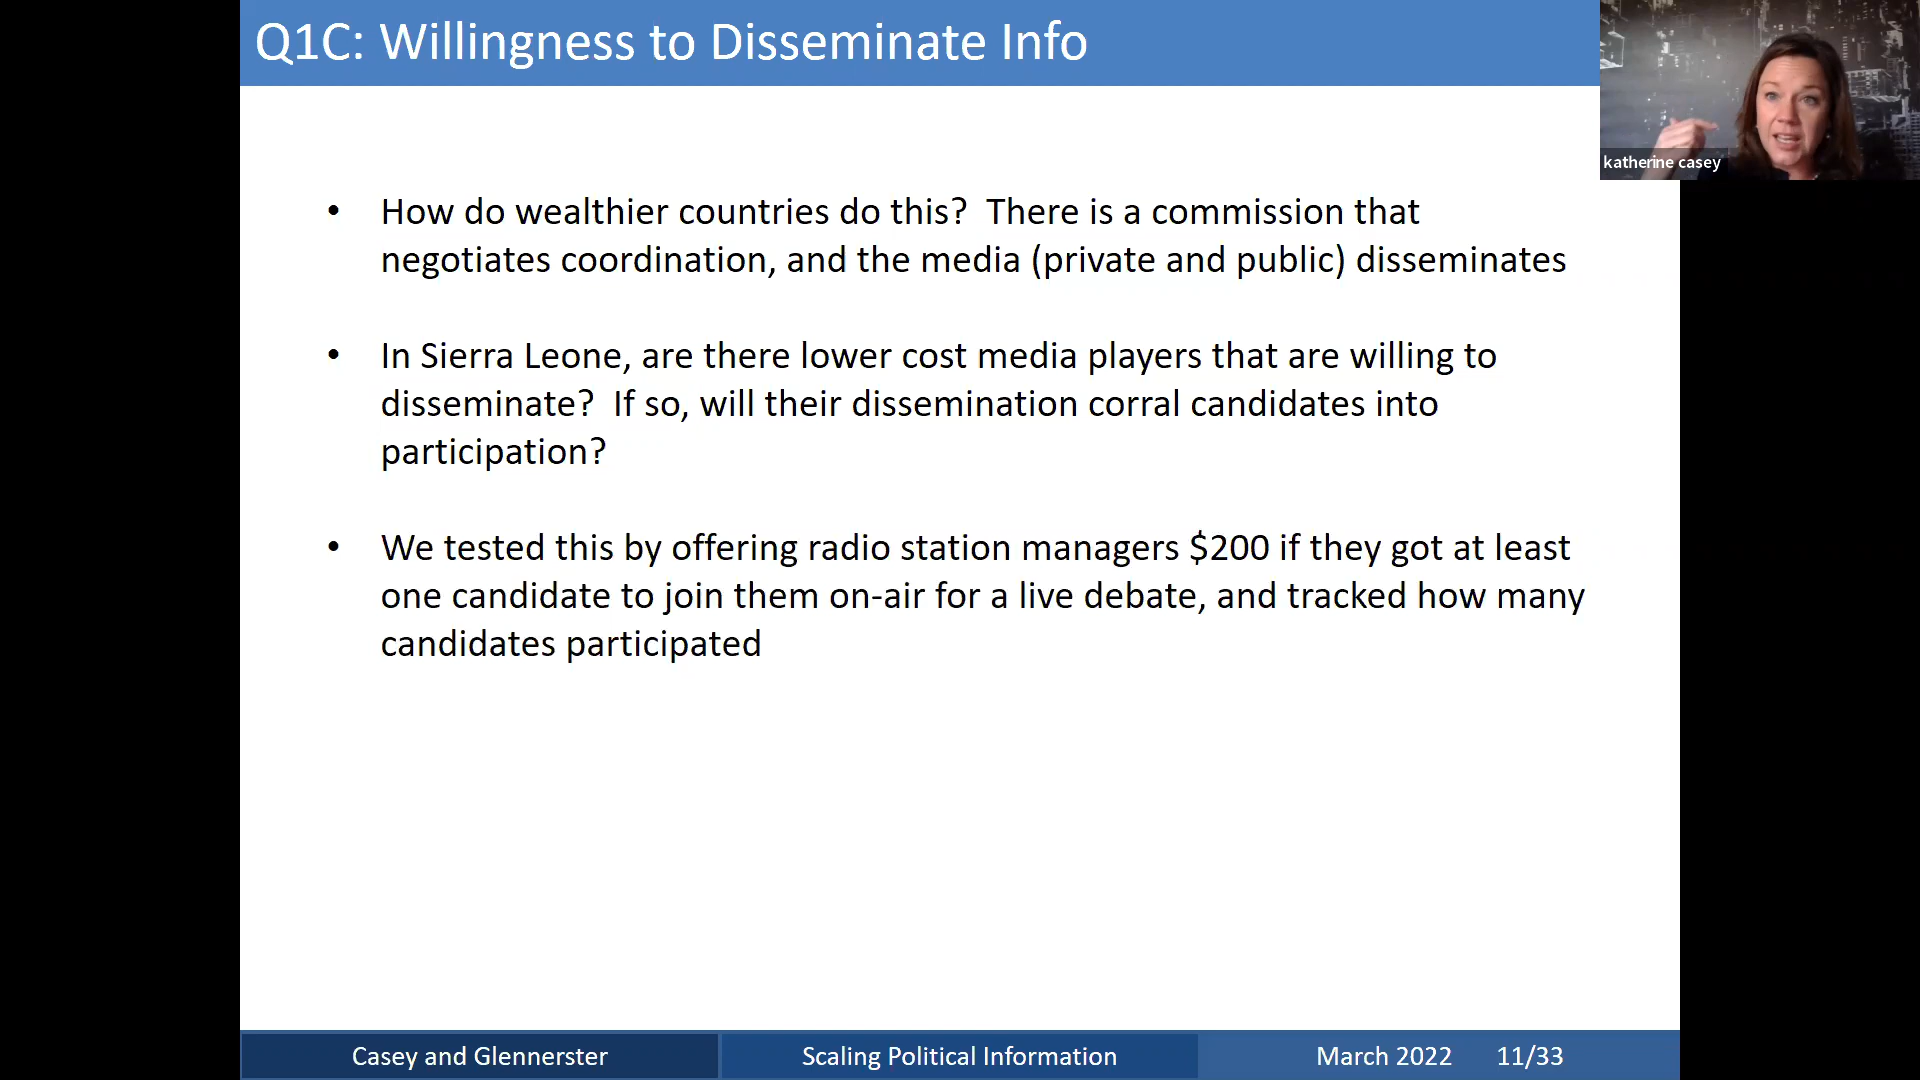 Q1C: Willingness to Disseminate Info
katherine casey
• How do wealthier countries do this?  There is a commission that
negotiates coordination, and the media (private and public) disseminates
• In Sierra Leone, are there lower cost media players that are willing to
disseminate?  If so, will their dissemination corral candidates into
participation?
• We tested this by offering radio station managers $200 if they got at least
one candidate to join them on-air for a live debate, and tracked how many
candidates participated
Casey and Glennerster
Scaling Political Information
March 2022 11/33